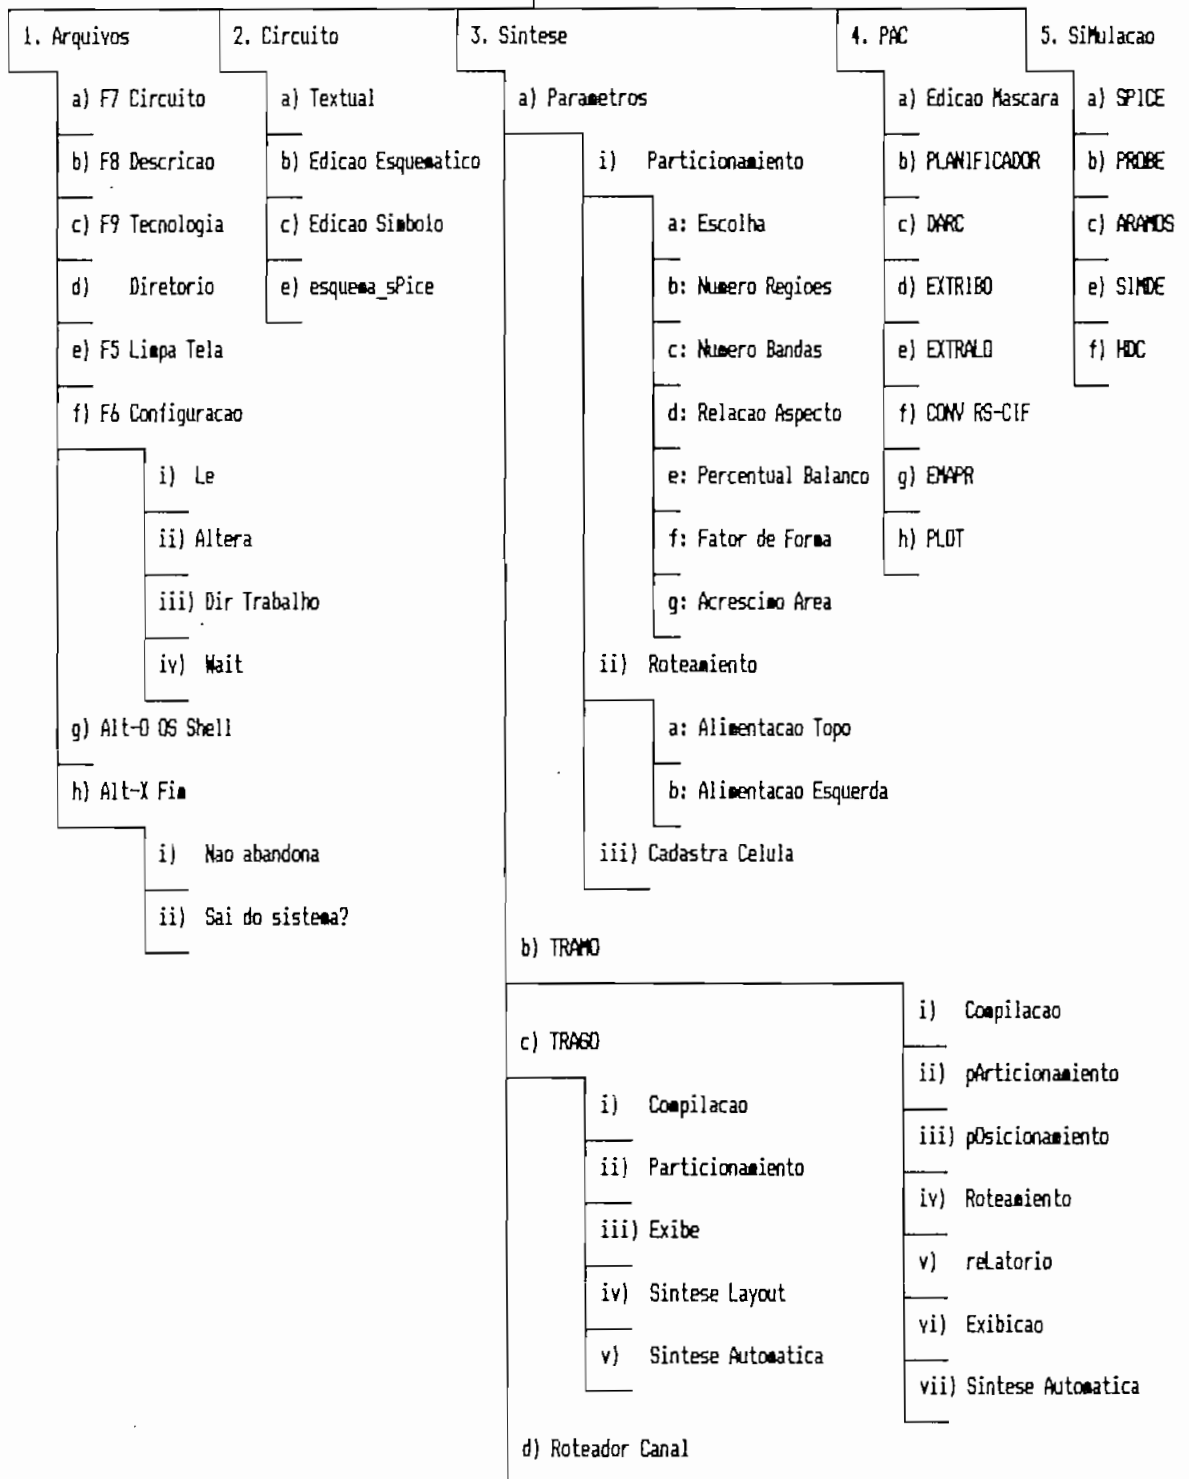 1. Arquivos
a) F7 Circuito
b) F8 Descricao
c) F9 Tecnologia
d) Diretorio
e) F5 Limpa Tela
f) F6 Configuracao
i) Le
ii) Altera
iii) Dir Trabalho
iv) Wait
g) Alt-O OS Shell
h) Alt-X Fim
i) Nao abandona
ii) Sai do sistema?
2. Circuito
a) Textual
b) Edicao Esquematico
c) Edicao Simbolo
e) esquema_sPice
3. Sintese
a) Parametros
i) Particionamiento
a: Escolha
b: Numero Regioes
c: Numero Bandas
d: Relacao Aspecto
e: Percentual Balanco
f: Fator de Forma
g: Acrescimo Area
ii) Roteamiento
a: Alimentacao Topo
b: Alimentacao Esquerda
iii) Cadastra Celula
b) TRAMO
i) Compilacao
ii) pArticionamiento
iii) pOsicionamiento
iv) Roteamiento
v) reLatorio
vi) Exibicao
vii) Sintese Automatica
c) TRAGO
i) Compilacao
ii) Particionamiento
iii) Exibe
iv) Sintese Layout
v) Sintese Automatica
d) Roteador Canal
4. PAC
a) Edicao Mascara
b) PLANIFICADOR
c) DARC
d) EXTRIBO
e) EXTRALO
f) CONV RS-CIF
g) EMAPR
h) PLOT
5. SiMulacao
a) SPICE
b) PROBE
c) ARAMOS
e) SIMDE
f) HDC